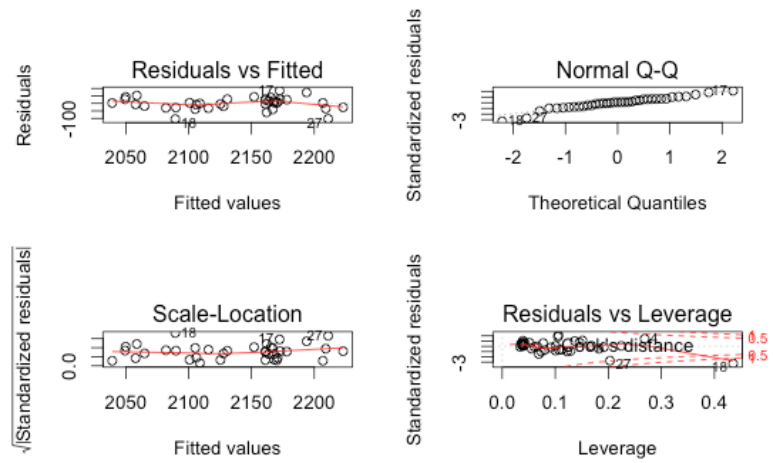 Residuals vs Fitted
Residuals
-100
17
18
27
2050 2100 2150 2200
Fitted values
Normal Q-Q
Standardized residuals
-3
17
18
27
-2 -1 0 1 2
Theoretical Quantiles
Scale-Location
√|Standardized residuals|
0.0
18
17
27
2050 2100 2150 2200
Fitted values
Residuals vs Leverage
Standardized residuals
-3
4
27
18
1
0.5
0.5
1
0.0 0.1 0.2 0.3 0.4
Leverage